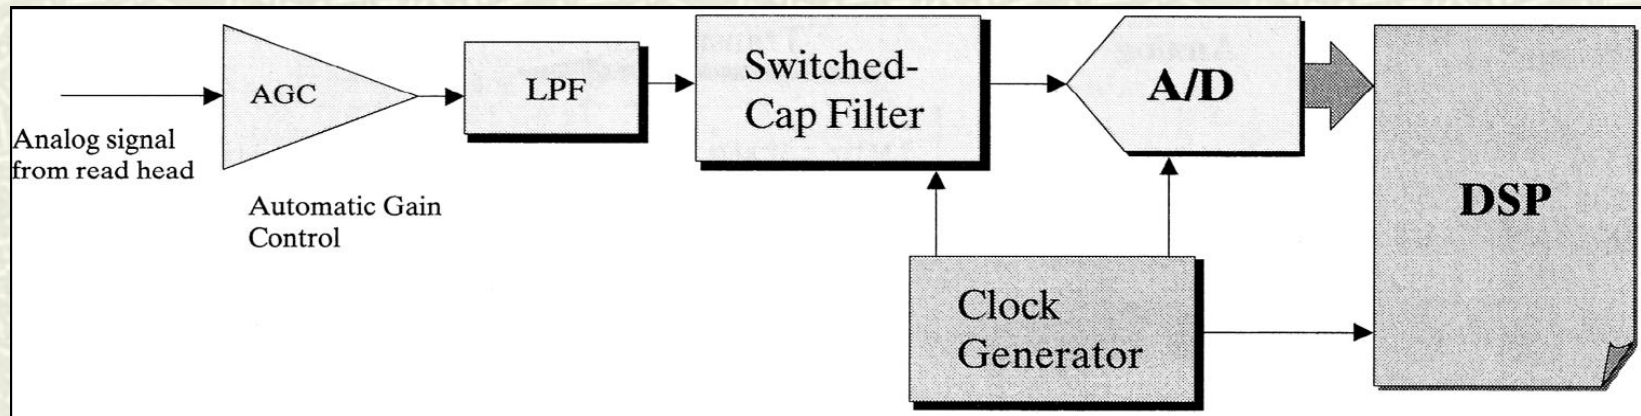 AGC
LPF
Switched-
Cap Filter
A/D
DSP
Analog signal
from read head
Automatic Gain
Control
Clock
Generator